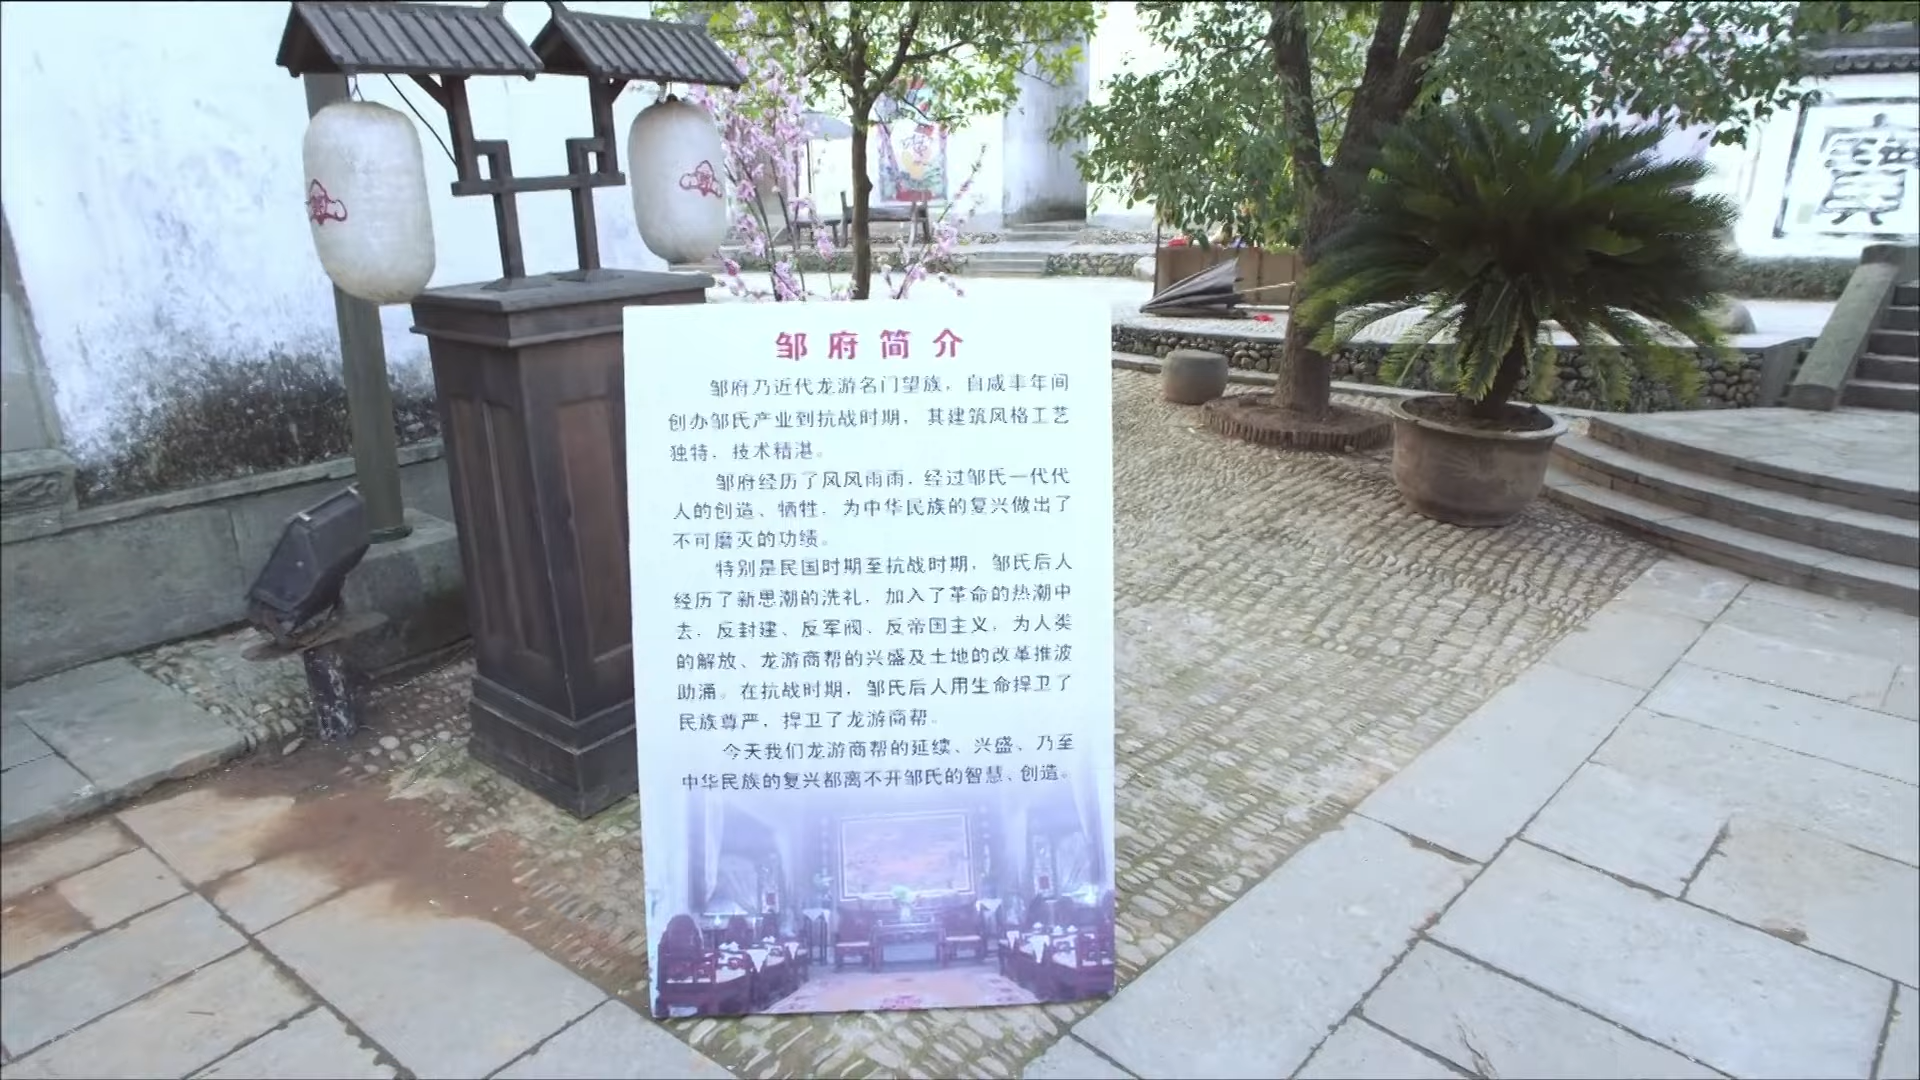 邹府简介
邹府乃近代龙游名门望族，自咸丰年间
创办邹氏产业到抗战时期，其建筑风格工艺
独特，技术精湛。
邹府经历了风风雨雨，经过邹氏一代代
人的创造、牺牲，为中华民族的复兴做出了
不可磨灭的功绩。
特别是民国时期至抗战时期，邹氏后人
经历了新思潮的洗礼，加入了革命的热潮中
去，反封建、反军阀、反帝国主义，为人类
的解放、龙游商帮的兴盛及土地的改革推波
助涌。在抗战时期，邹氏后人用生命捍卫了
民族尊严，捍卫了龙游商帮。
今天我们龙游商帮的延续、兴盛、乃至
中华民族的复兴都离不开邹氏的智慧、创造。